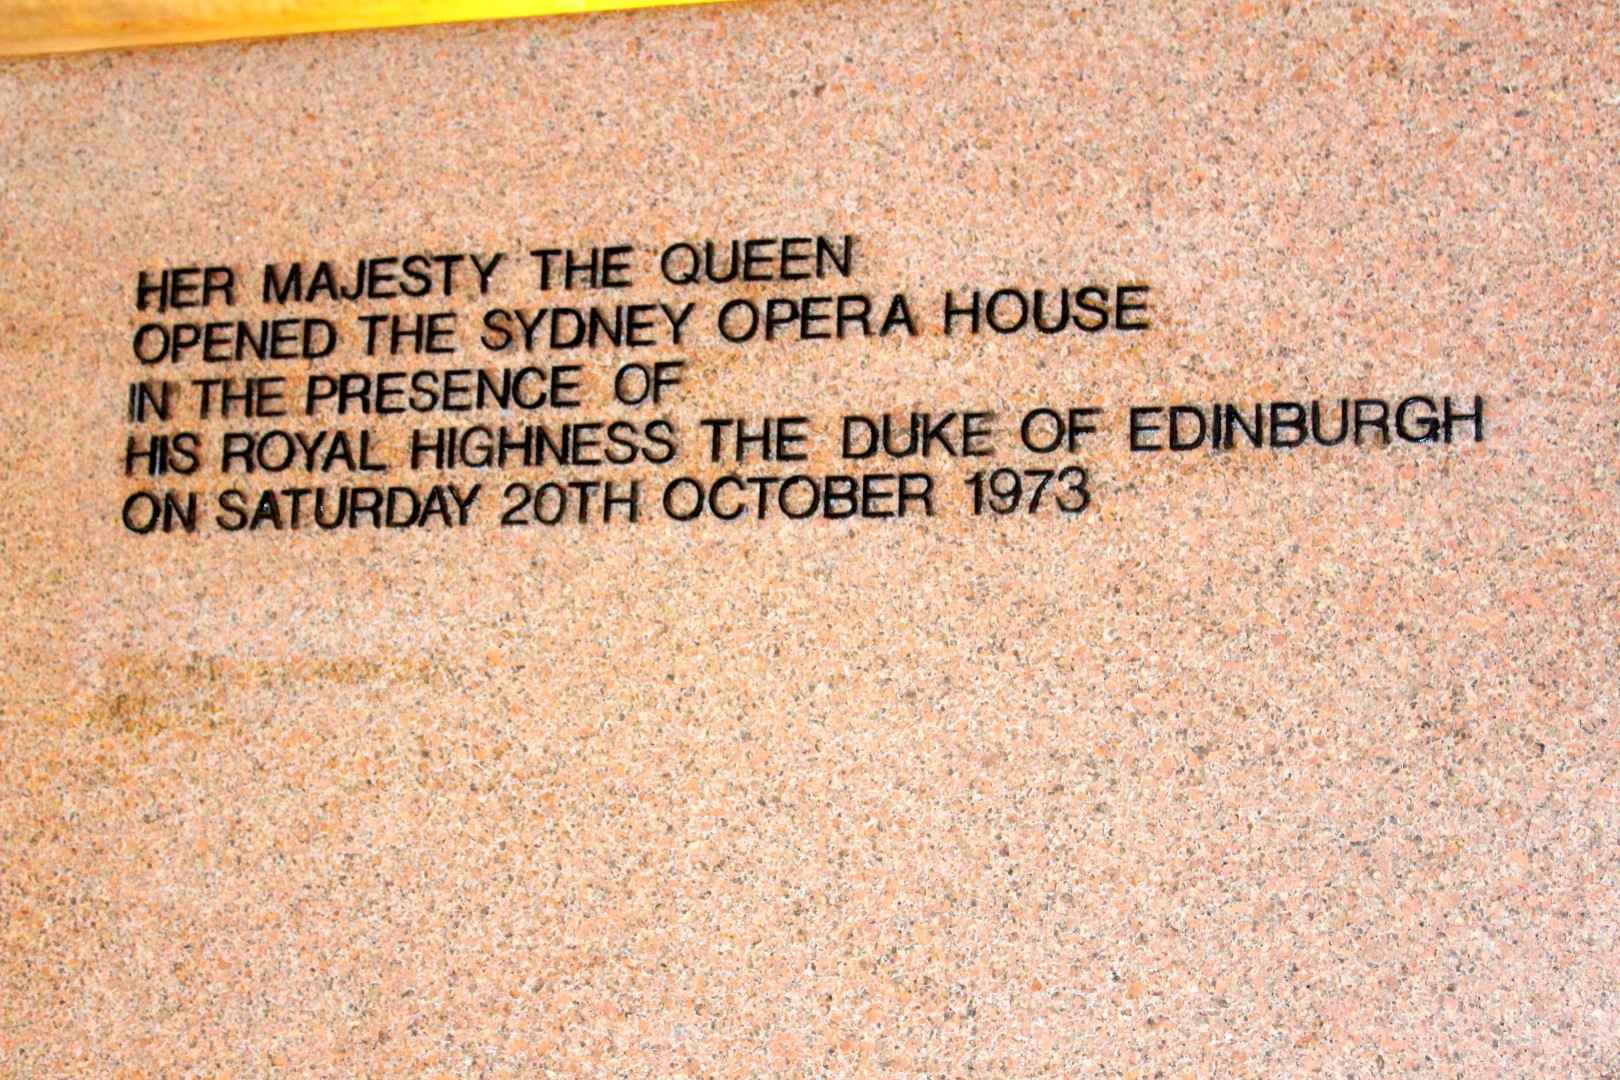 HER MAJESTY THE QUEEN
OPENED THE SYDNEY OPERA HOUSE
IN THE PRESENCE OF
HIS ROYAL HIGHNESS THE DUKE OF EDINBURGH
ON SATURDAY 20TH OCTOBER 1973